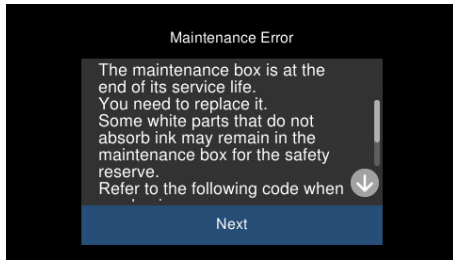 Maintenance Error
The maintenance box is at the
end of its service life.
You need to replace it.
Some white parts that do not
absorb ink may remain in the
maintenance box for the safety
reserve.
Refer to the following code when
Next